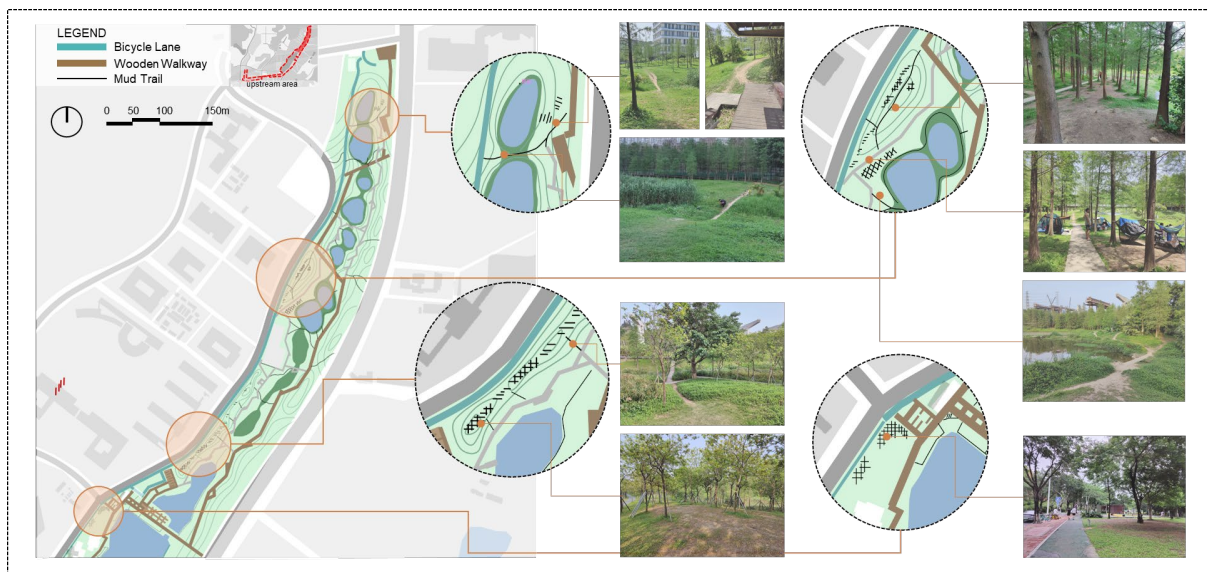 LEGEND
Bicycle Lane
Wooden Walkway
Mud Trail
upstream area
0 50 100 150m